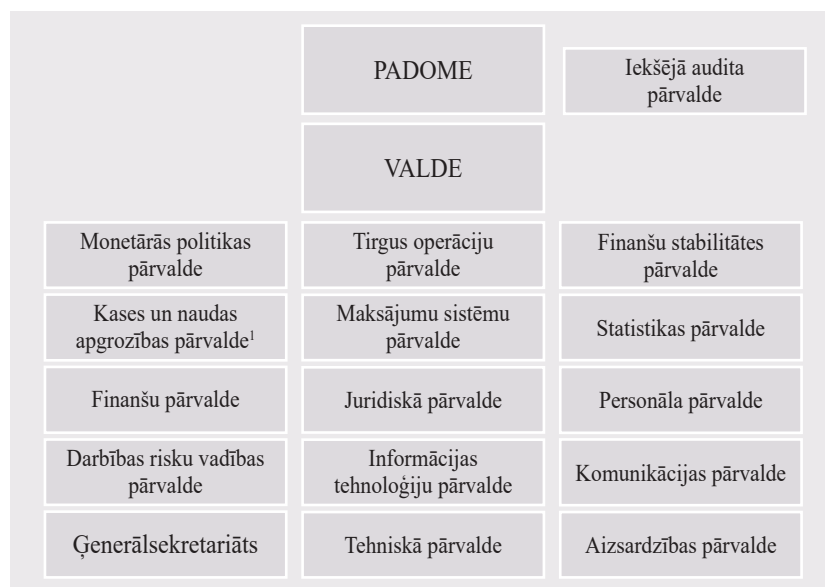 PADOME
Iekšējā audita
pārvalde
VALDE
Monetārās politikas
pārvalde
Tirgus operāciju
pārvalde
Finanšu stabilitātes
pārvalde
Kases un naudas
apgrozības pārvalde¹
Maksājumu sistēmu
pārvalde
Statistikas pārvalde
Finanšu pārvalde
Juridiskā pārvalde
Personāla pārvalde
Darbības risku vadības
pārvalde
Informācijas
tehnoloģiju pārvalde
Komunikācijas pārvalde
Ģenerālsekretariāts
Tehniskā pārvalde
Aizsardzības pārvalde